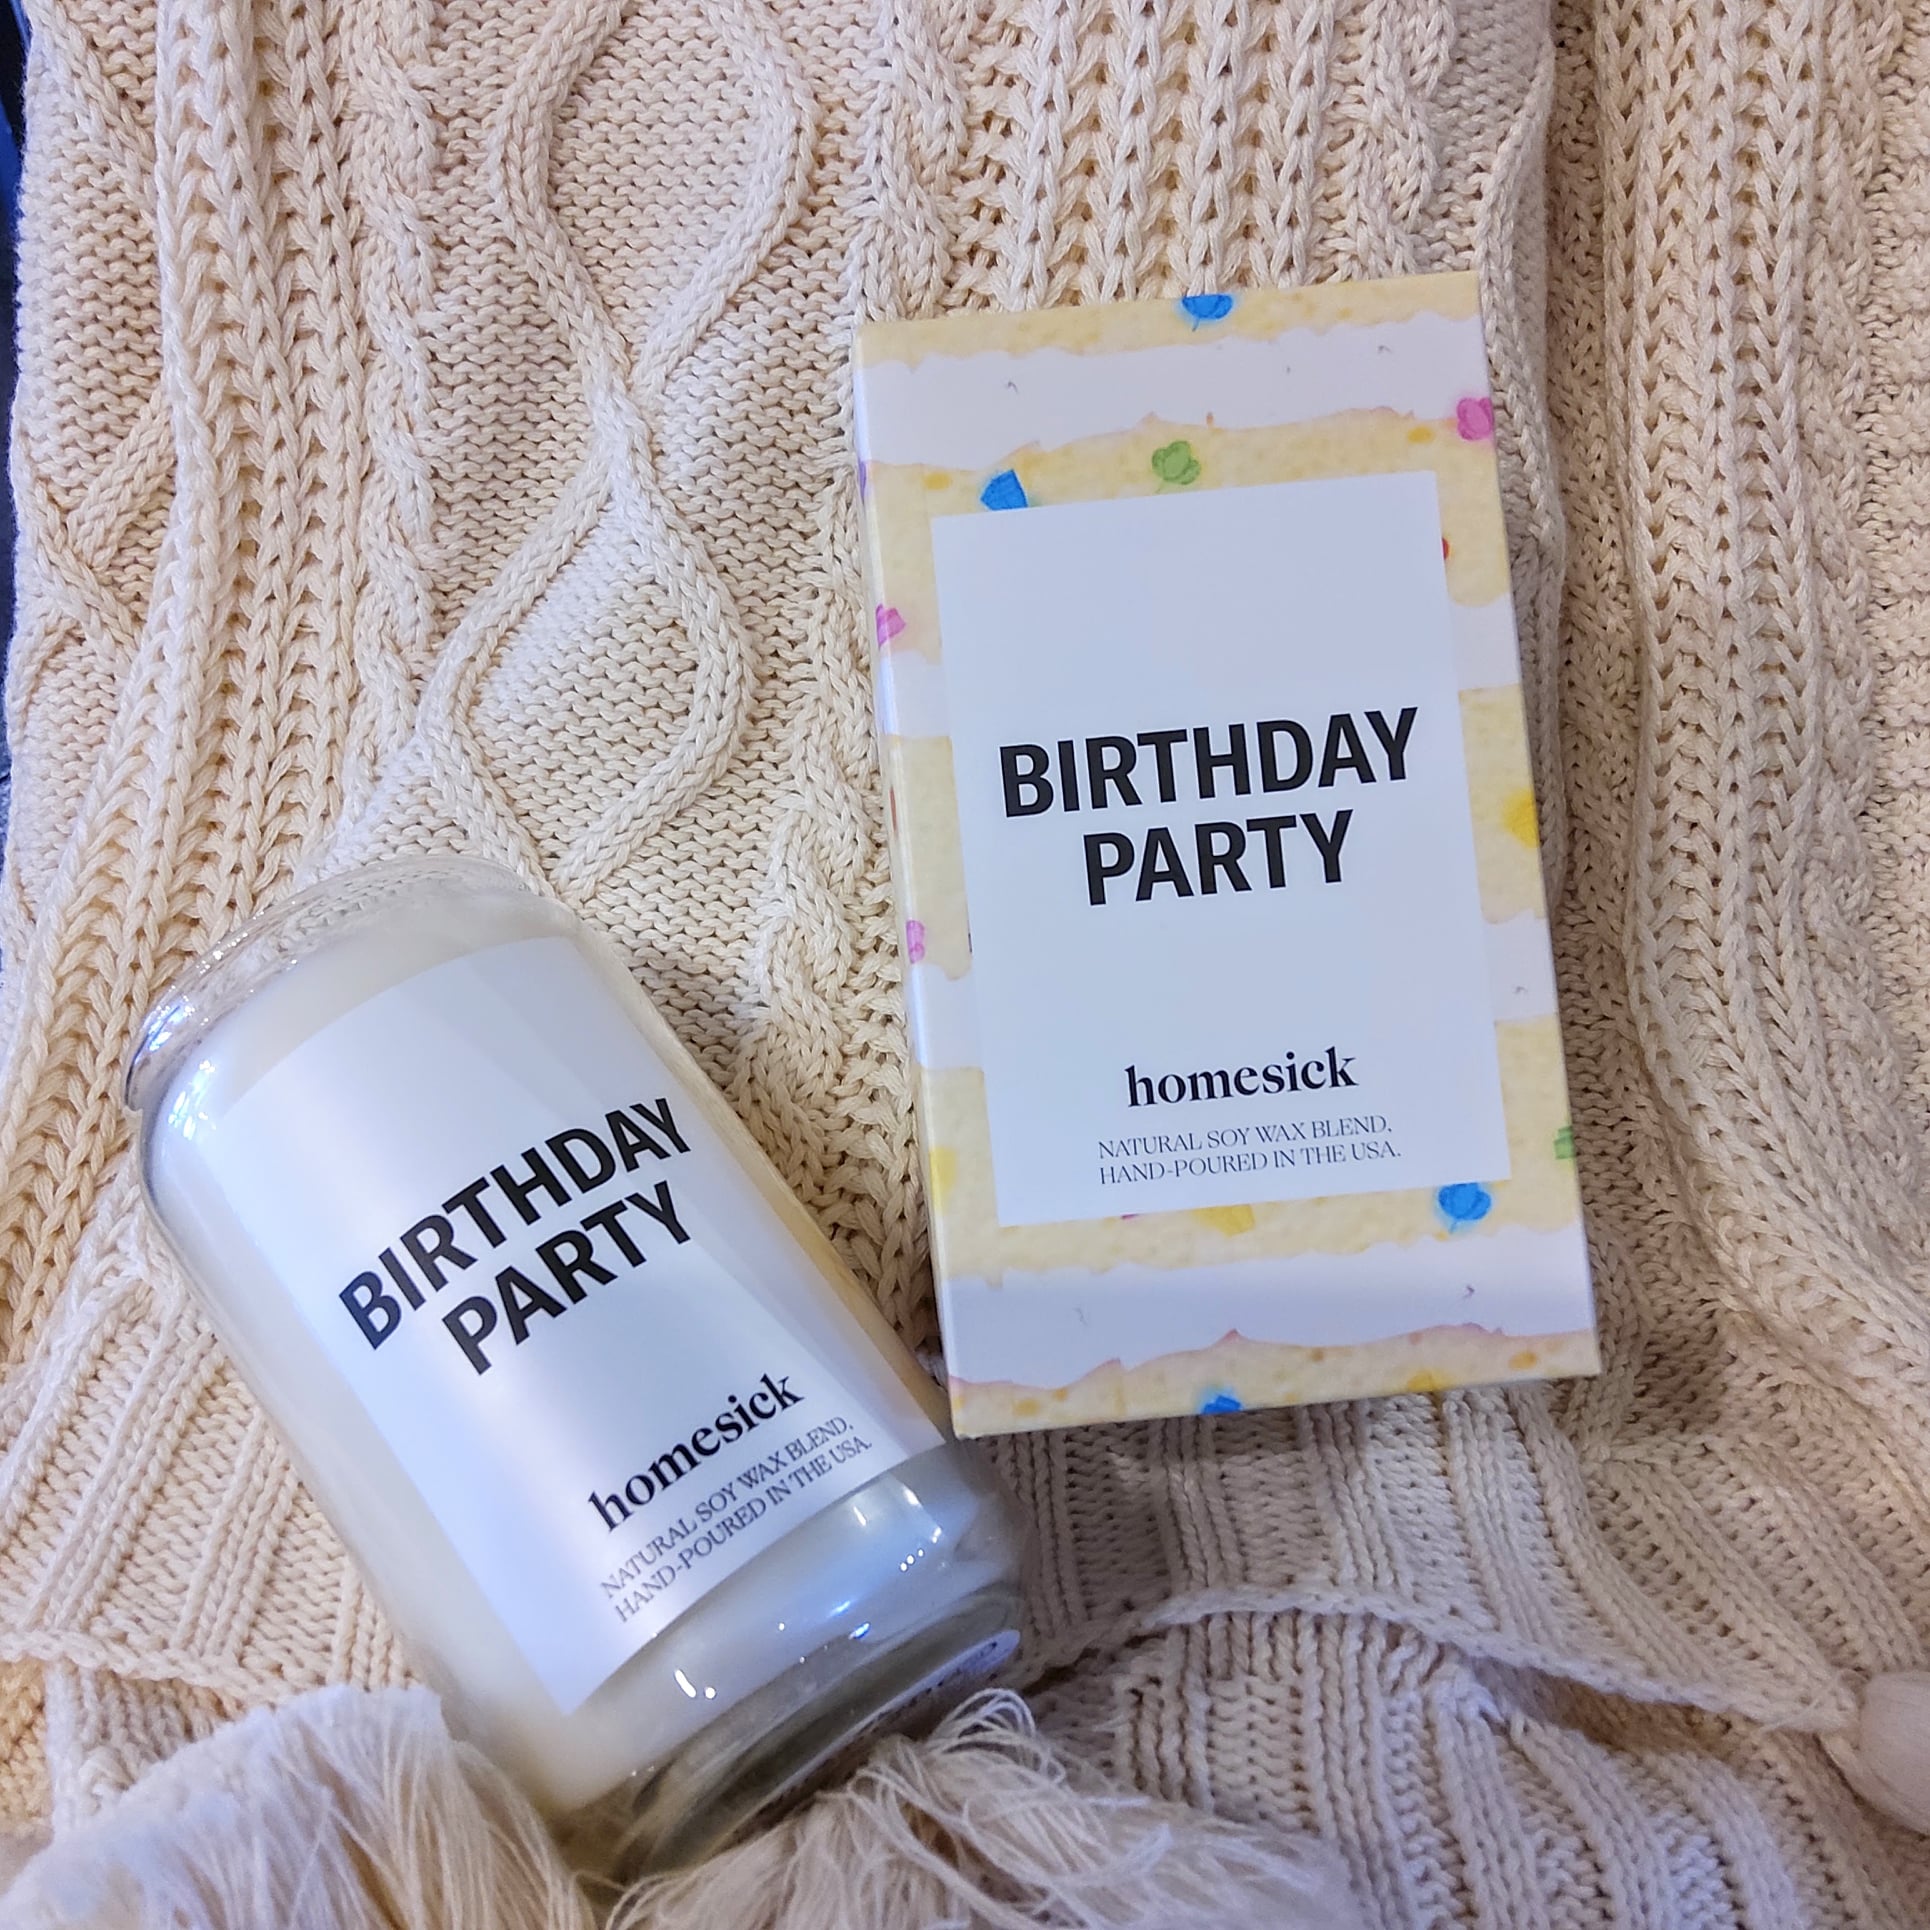 BIRTHDAY
PARTY
homesick
NATURAL SOY WAX BLEND,
HAND-POURED IN THE USA.
BIRTHDAY
PARTY
homesick
NATURAL SOY WAX BLEND,
HAND-POURED IN THE USA.